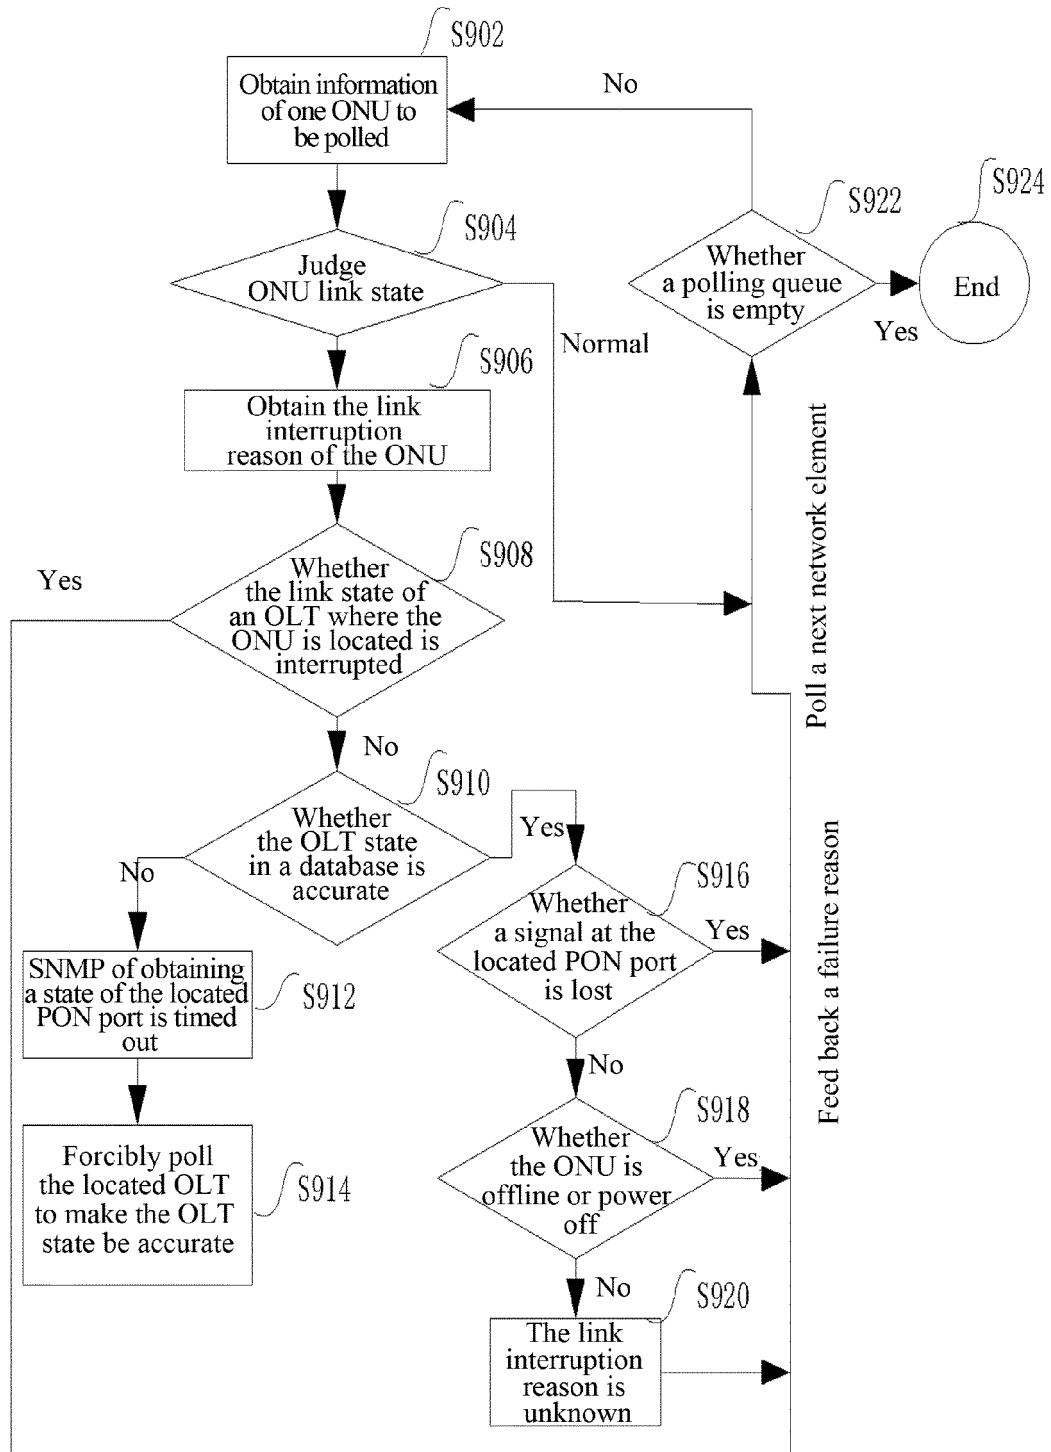 S902
Obtain information
of one ONU to
be polled
No
S924
S922
S904
Whether
a polling queue
is empty
Judge
ONU link state
End
Yes
Normal
S906
Obtain the link
interruption
reason of the ONU
Poll a next network element
S908
Yes
Whether
the link state of
an OLT where the
ONU is located is
interrupted
No
S910
Whether
the OLT state
in a database is
accurate
Yes
No
Feed back a failure reason
S916
Whether
a signal at the
located PON port
is lost
Yes
SNMP of obtaining
a state of the located
PON port is timed
out
S912
No
S918
Whether
the ONU is
offline or power
off
Yes
Forcibly poll
the located OLT
to make the OLT
state be accurate
S914
No
S920
The link
interruption
reason is
unknown